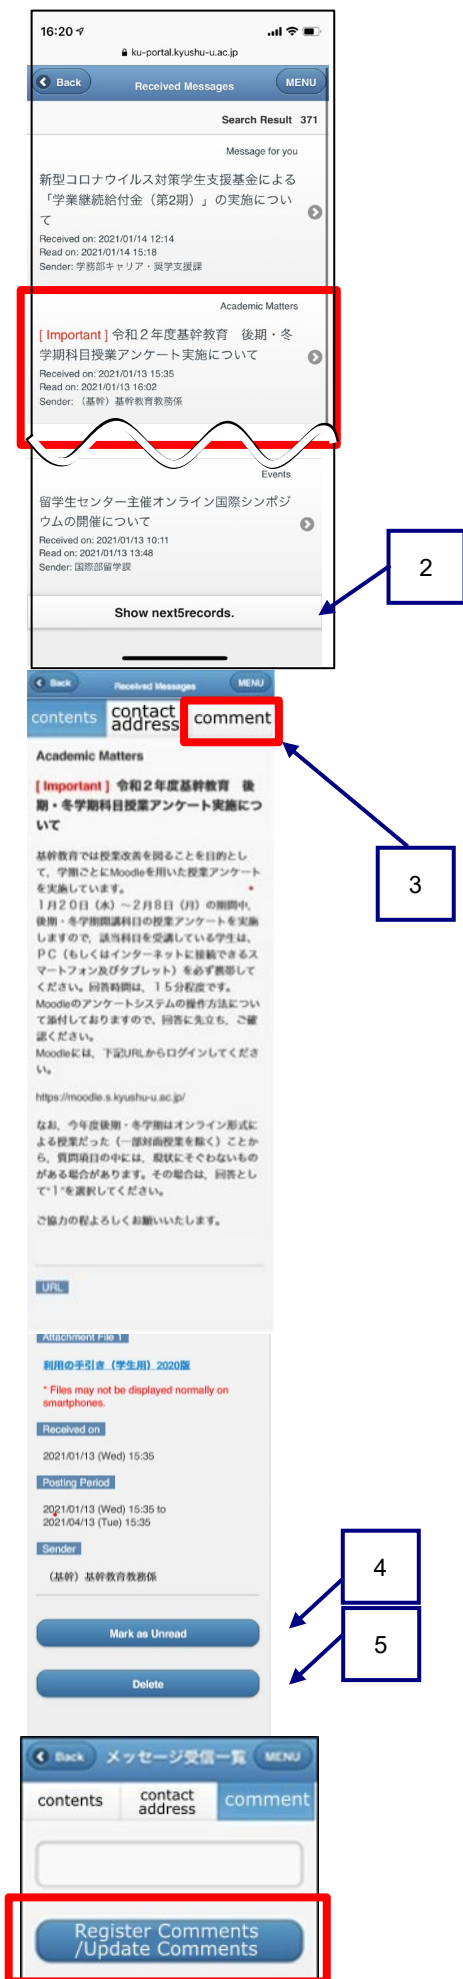 16:20
ku-portal.kyushu-u.ac.jp
Back
Received Messages
MENU
Search Result 371
Message for you
新型コロナウイルス対策学生支援基金による
「学業継続給付金（第2期）」の実施につい
て
Received on: 2021/01/14 12:14
Read on: 2021/01/14 15:18
Sender: 学務部キャリア・奨学支援課
Academic Matters
[ Important ] 令和２年度基幹教育　後期・冬
学期科目授業アンケート実施について
Received on: 2021/01/13 15:35
Read on: 2021/01/13 16:02
Sender: （基幹）基幹教育教務係
Events
留学生センター主催オンライン国際シンポジ
ウムの開催について
Received on: 2021/01/13 10:11
Read on: 2021/01/13 13:48
Sender: 国際部留学課
2
Show next5records.
Back
Received Messages
MENU
contents
contact
address
comment
3
Academic Matters
[ Important ] 令和２年度基幹教育　後
期・冬学期科目授業アンケート実施につ
いて
基幹教育では授業改善を図ることを目的とし
て、学期ごとにMoodleを用いた授業アンケート
を実施しています。
１月２０日（水）～２月８日（月）の期間中、
後期・冬学期開講科目の授業アンケートを実施
しますので、該当科目を受講している学生は、
ＰＣ（もしくはインターネットに接続できるス
マートフォン及びタブレット）を必ず携帯して
ください。回答時間は、１５分程度です。
Moodleのアンケートシステムの操作方法につい
て添付しておりますので、回答に先立ち、ご確
認ください。
Moodleには、下記URLからログインしてくださ
い。
https://moodle.s.kyushu-u.ac.jp/
なお、今年度後期・冬学期はオンライン形式に
よる授業だった（一部対面授業を除く）ことか
ら、質問項目の中には、現状にそぐわないもの
がある場合があります。その場合は、回答とし
て"１"を選択してください。
ご協力の程よろしくお願いいたします。
URL
Attachment File 1
利用の手引き（学生用）2020版
* Files may not be displayed normally on
smartphones.
Received on
2021/01/13 (Wed) 15:35
Posting Period
2021/01/13 (Wed) 15:35 to
2021/04/13 (Tue) 15:35
Sender
（基幹）基幹教育教務係
4
Mark as Unread
5
Delete
Back
メッセージ受信一覧
MENU
contents
contact
address
comment
Register Comments
/Update Comments